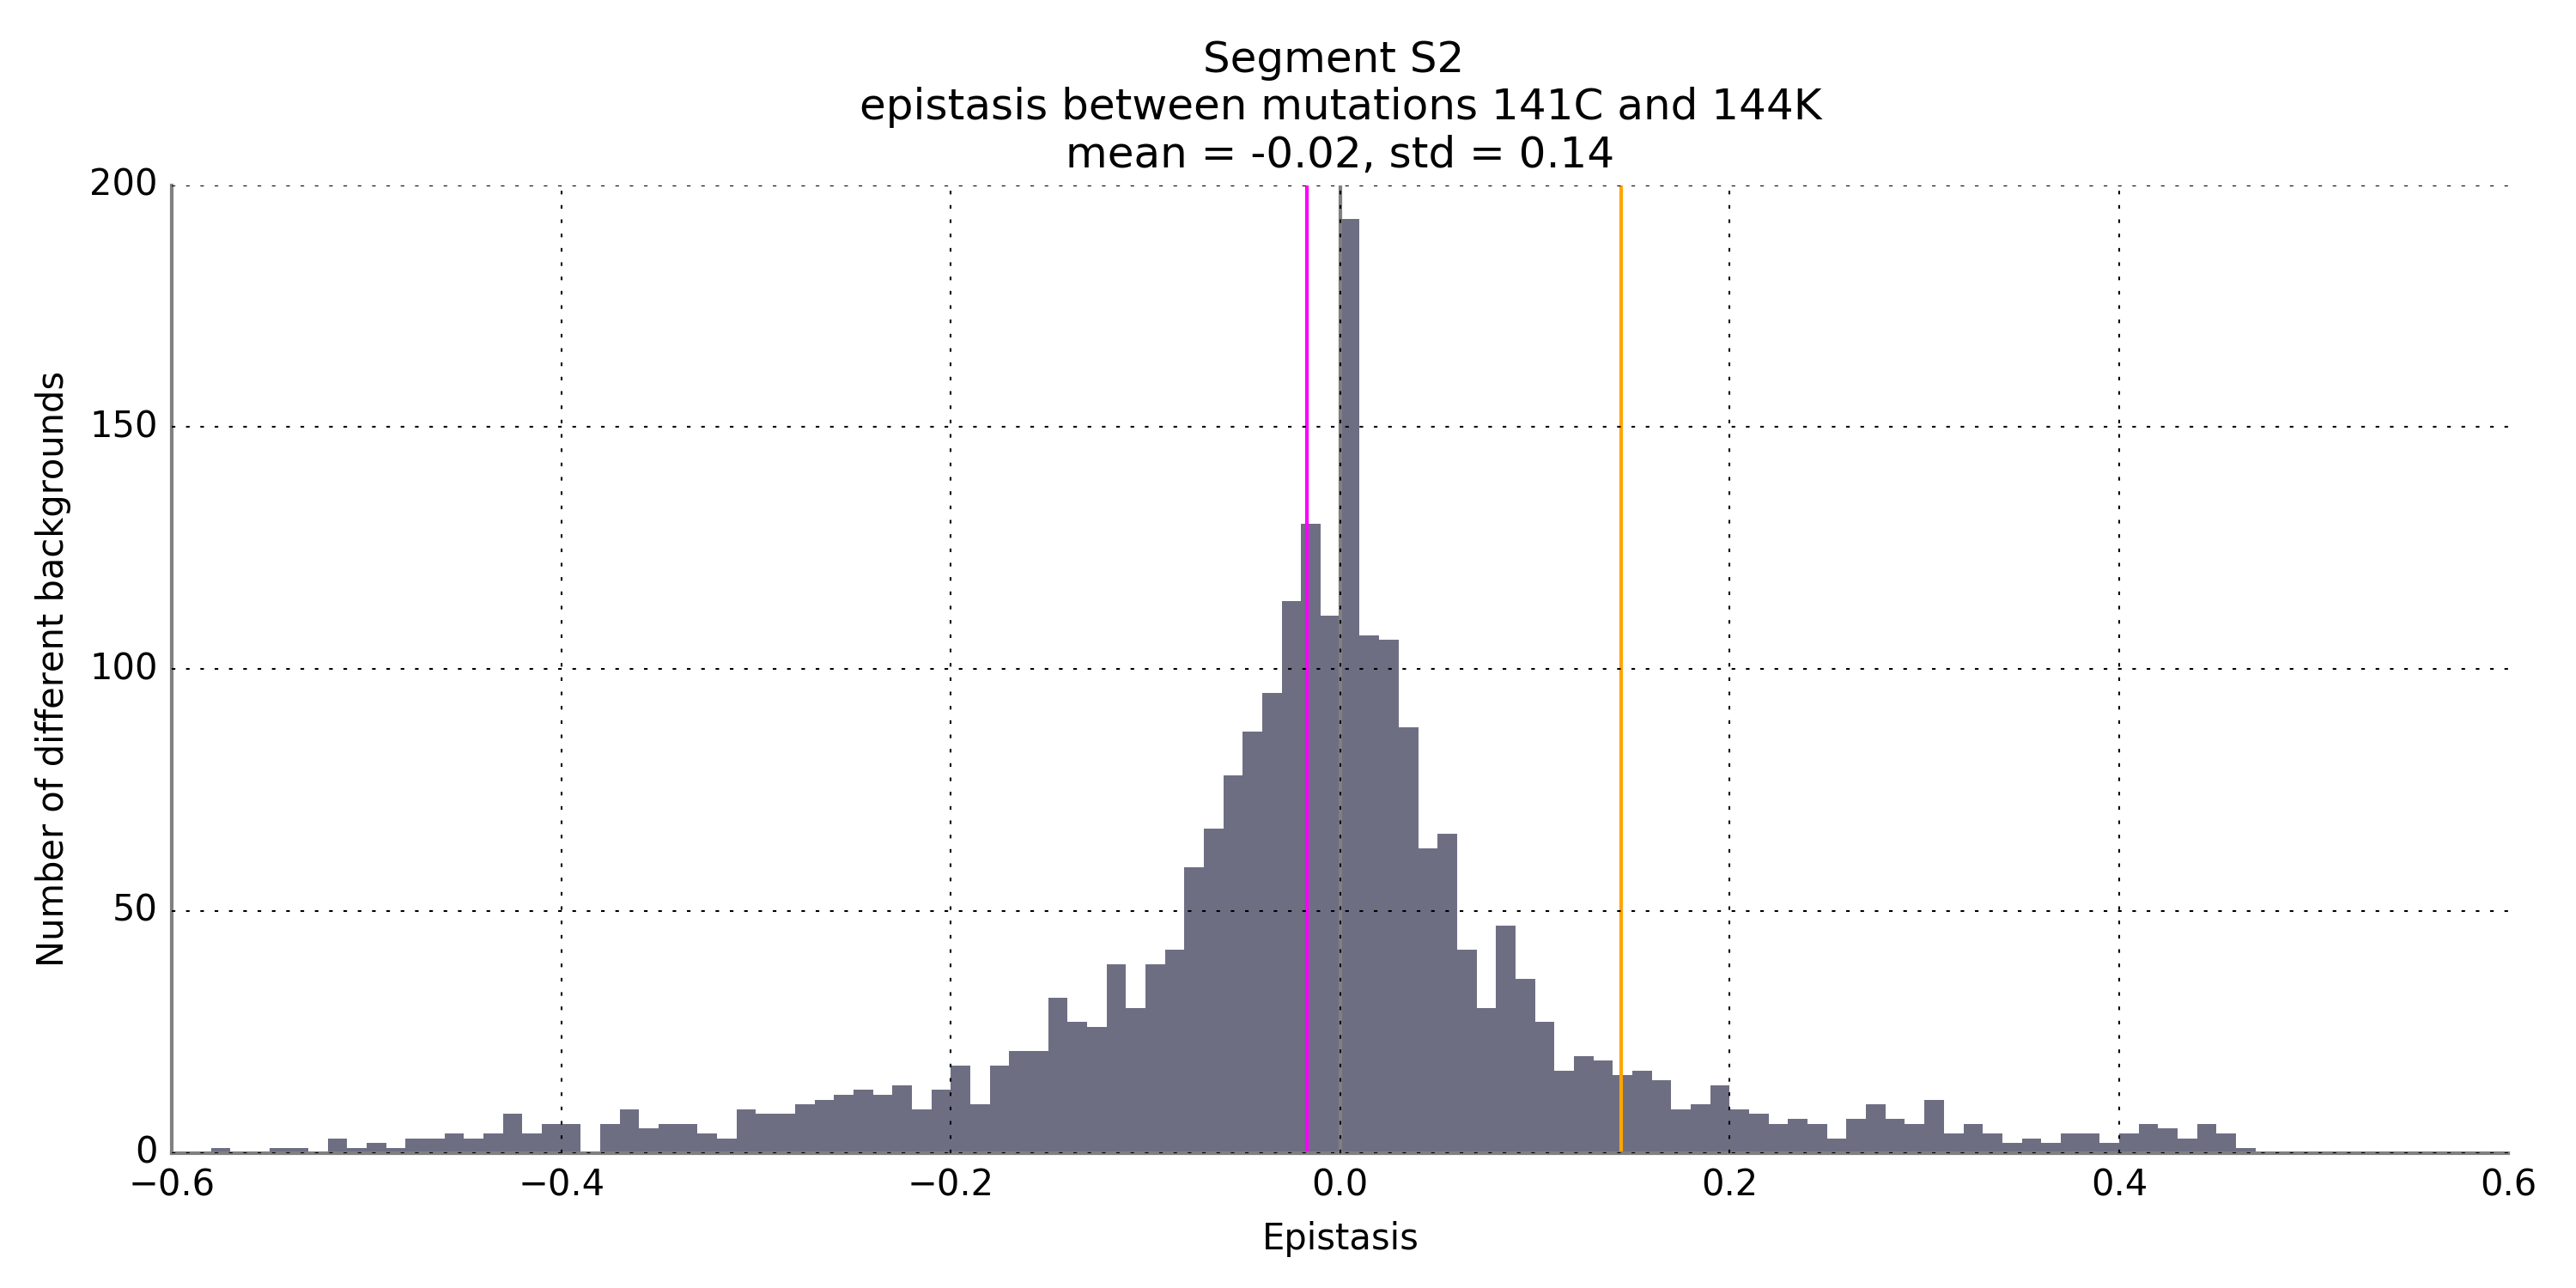 Segment S2
epistasis between mutations 141C and 144K
mean = -0.02, std = 0.14
200
150
100
50
0
Number of different backgrounds
−0.6 −0.4 −0.2 0.0 0.2 0.4 0.6
Epistasis